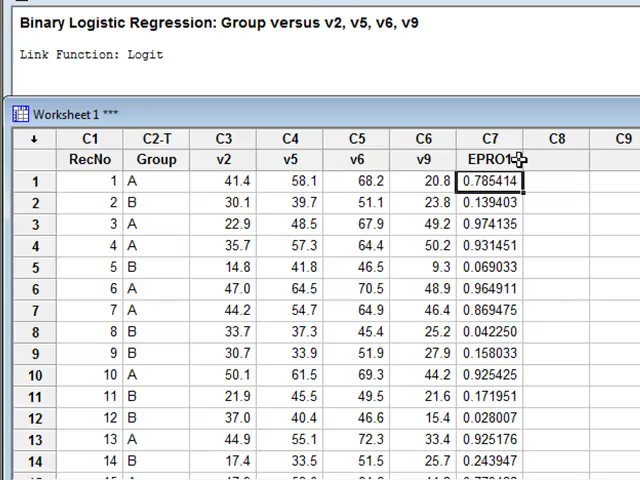 Binary Logistic Regression: Group versus v2, v5, v6, v9
Link Function: Logit
Worksheet 1 ***
C1 C2-T C3 C4 C5 C6 C7 C8 C9
RecNo Group v2 v5 v6 v9 EPRO1
1 1 A 41.4 58.1 68.2 20.8 0.785414
2 2 B 30.1 39.7 51.1 23.8 0.139403
3 3 A 22.9 48.5 67.9 49.2 0.974135
4 4 A 35.7 57.3 64.4 50.2 0.931451
5 5 B 14.8 41.8 46.5 9.3 0.069033
6 6 A 47.0 64.5 70.5 48.9 0.964911
7 7 A 44.2 54.7 64.9 46.4 0.869475
8 8 B 33.7 37.3 45.4 25.2 0.042250
9 9 B 30.7 33.9 51.9 27.9 0.158033
10 10 A 50.1 61.5 69.3 44.2 0.925425
11 11 B 21.9 45.5 49.5 21.6 0.171951
12 12 B 37.0 40.4 46.6 15.4 0.028007
13 13 A 44.9 55.1 72.3 33.4 0.925176
14 14 B 17.4 33.5 51.5 25.7 0.243947